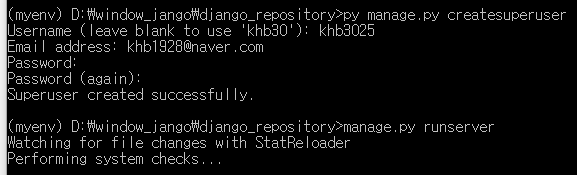 (myenv) D:₩window_jango₩django_repository>py manage.py createsuperuser
Username (leave blank to use 'khb30'): khb3025
Email address: khb1928@naver.com
Password:
Password (again):
Superuser created successfully.
(myenv) D:₩window_jango₩django_repository>manage.py runserver
Watching for file changes with StatReloader
Performing system checks...